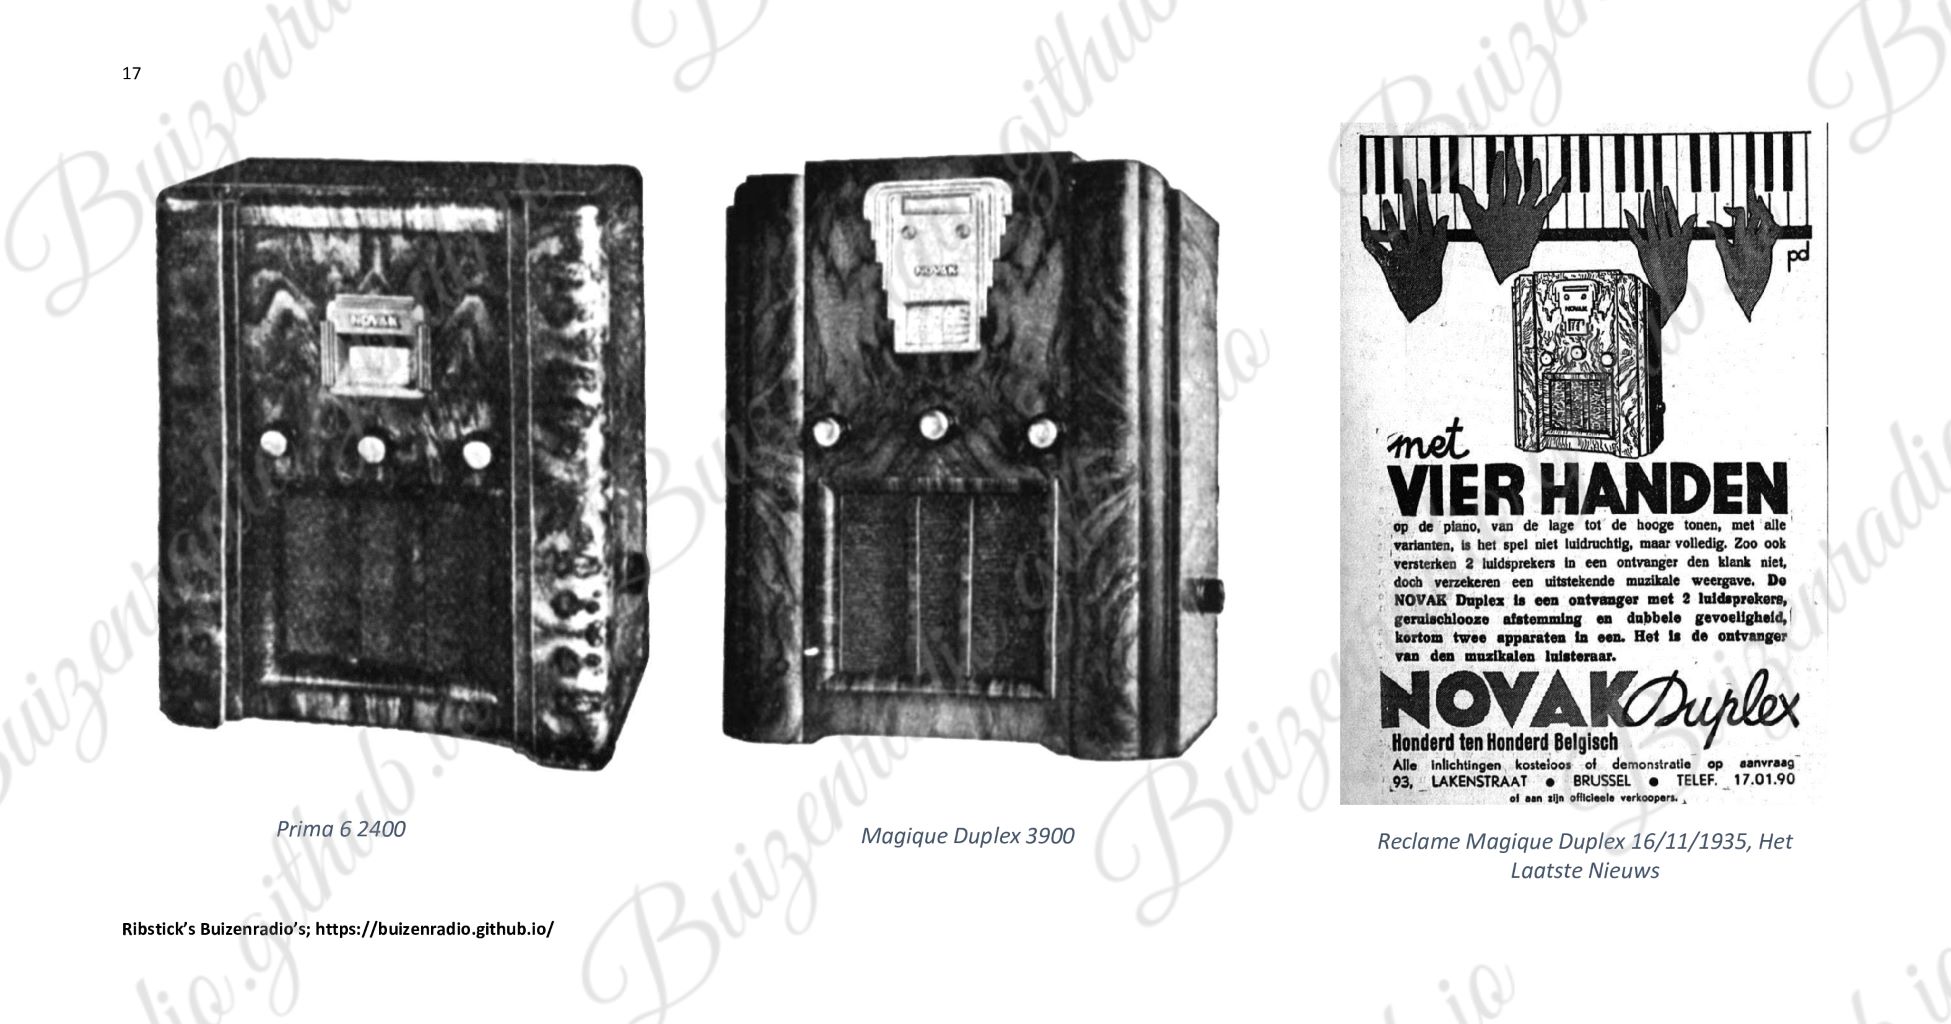 17
NOVAK
NOVAK
pd
NOVAK
met
VIER HANDEN
op de piano, van de lage tot de hooge tonen, met alle
varianten, is het spel niet luidruchtig, maar volledig. Zoo ook
versterken 2 luidsprekers in een ontvanger den klank niet,
doch verzekeren een uitstekende muzikale weergave. De
NOVAK Duplex is een ontvanger met 2 luidsprekers,
geruischlooze afstemming en dubbele gevoeligheid,
kortom twee apparaten in een. Het is de ontvanger
van den muzikalen luisteraar.
NOVAK Duplex
Honderd ten Honderd Belgisch
Alle inlichtingen kosteloos of demonstratie op aanvraag
93, LAKENSTRAAT • BRUSSEL • TELEF. 17.01.90
of aan zijn officieele verkoopers.
Prima 6 2400
Magique Duplex 3900
Reclame Magique Duplex 16/11/1935, Het
Laatste Nieuws
Ribstick’s Buizenradio’s; https://buizenradio.github.io/
Buizenradio.github.io